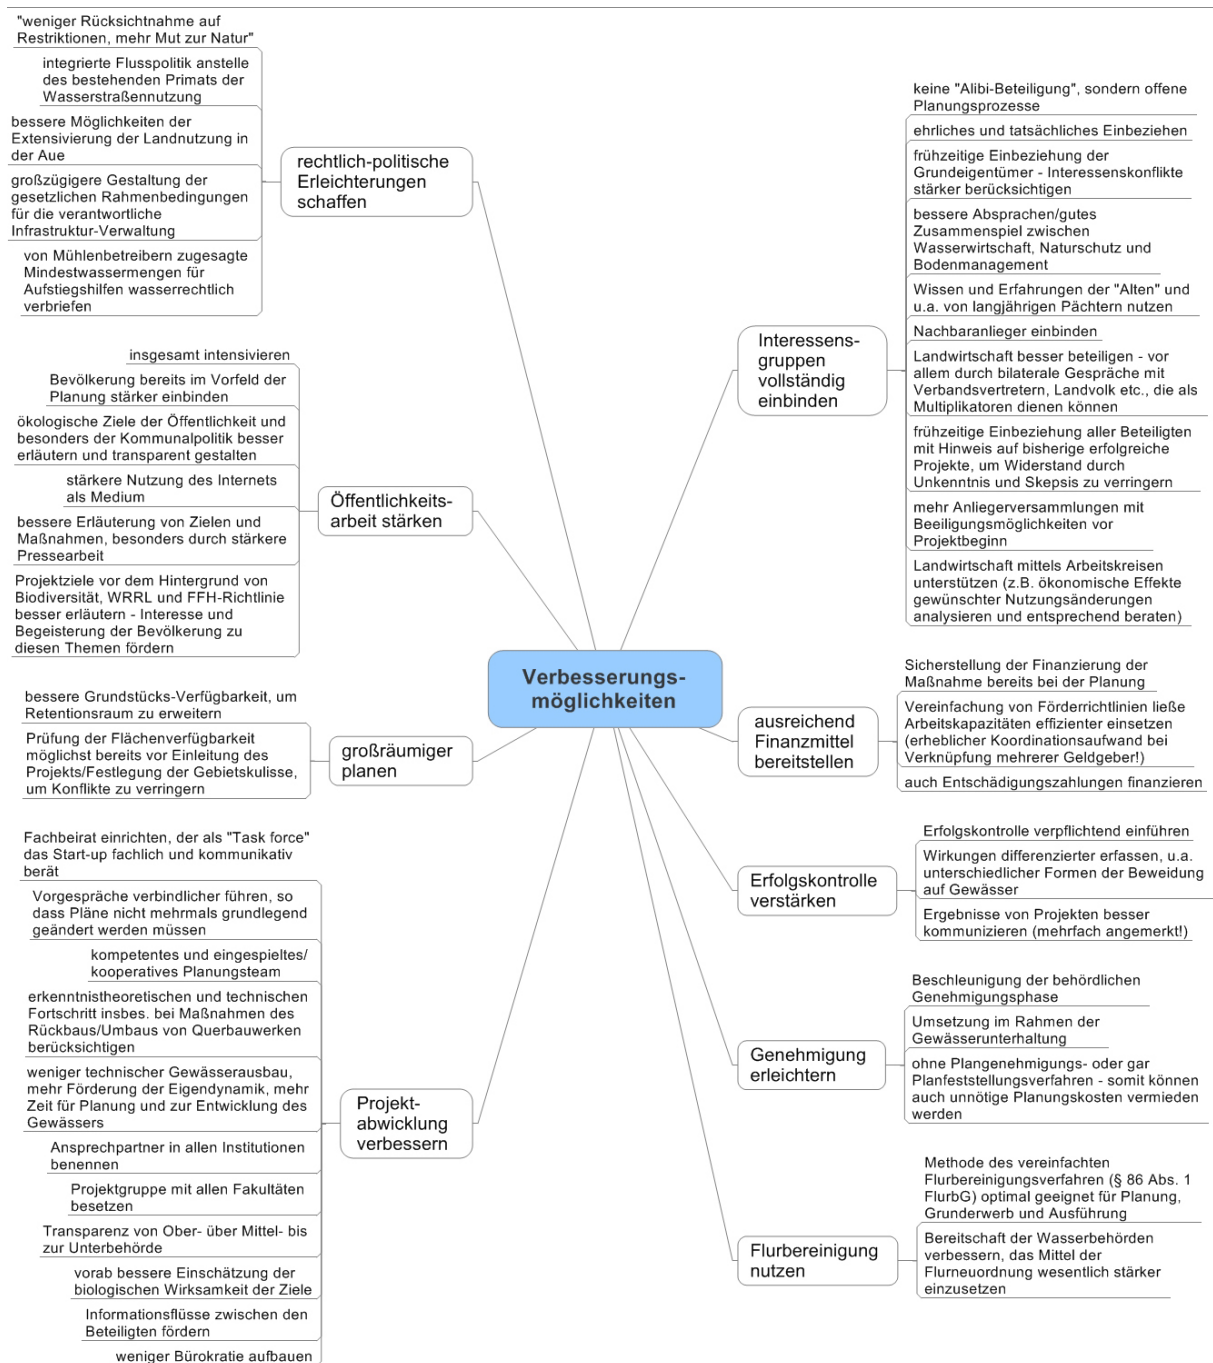 "weniger Rücksichtnahme auf
Restriktionen, mehr Mut zur Natur"
integrierte Flusspolitik anstelle
des bestehenden Primats der
Wasserstraßennutzung
bessere Möglichkeiten der
Extensivierung der Landnutzung in
der Aue
großzügigere Gestaltung der
gesetzlichen Rahmenbedingungen
für die verantwortliche
Infrastruktur-Verwaltung
von Mühlenbetreibern zugesagte
Mindestwassermengen für
Aufstiegshilfen wasserrechtlich
verbriefen
rechtlich-politische
Erleichterungen
schaffen
insgesamt intensivieren
Bevölkerung bereits im Vorfeld der
Planung stärker einbinden
ökologische Ziele der Öffentlichkeit und
besonders der Kommunalpolitik besser
erläutern und transparent gestalten
stärkere Nutzung des Internets
als Medium
bessere Erläuterung von Zielen und
Maßnahmen, besonders durch stärkere
Pressearbeit
Projektziele vor dem Hintergrund von
Biodiversität, WRRL und FFH-Richtlinie
besser erläutern - Interesse und
Begeisterung der Bevölkerung zu
diesen Themen fördern
Öffentlichkeits-
arbeit stärken
bessere Grundstücks-Verfügbarkeit, um
Retentionsraum zu erweitern
Prüfung der Flächenverfügbarkeit
möglichst bereits vor Einleitung des
Projekts/Festlegung der Gebietskulisse,
um Konflikte zu verringern
großräumiger
planen
Fachbeirat einrichten, der als "Task force"
das Start-up fachlich und kommunikativ
berät
Vorgespräche verbindlicher führen, so
dass Pläne nicht mehrmals grundlegend
geändert werden müssen
kompetentes und eingespieltes/
kooperatives Planungsteam
erkenntnistheoretischen und technischen
Fortschritt insbes. bei Maßnahmen des
Rückbaus/Umbaus von Querbauwerken
berücksichtigen
weniger technischer Gewässerausbau,
mehr Förderung der Eigendynamik, mehr
Zeit für Planung und zur Entwicklung des
Gewässers
Ansprechpartner in allen Institutionen
benennen
Projektgruppe mit allen Fakultäten
besetzen
Transparenz von Ober- über Mittel- bis
zur Unterbehörde
vorab bessere Einschätzung der
biologischen Wirksamkeit der Ziele
Informationsflüsse zwischen den
Beteiligten fördern
weniger Bürokratie aufbauen
Projekt-
abwicklung
verbessern
Verbesserungs-
möglichkeiten
Interessens-
gruppen
vollständig
einbinden
keine "Alibi-Beteiligung", sondern offene
Planungsprozesse
ehrliches und tatsächliches Einbeziehen
frühzeitige Einbeziehung der
Grundeigentümer - Interessenskonflikte
stärker berücksichtigen
bessere Absprachen/gutes
Zusammenspiel zwischen
Wasserwirtschaft, Naturschutz und
Bodenmanagement
Wissen und Erfahrungen der "Alten" und
u.a. von langjährigen Pächtern nutzen
Nachbaranlieger einbinden
Landwirtschaft besser beteiligen - vor
allem durch bilaterale Gespräche mit
Verbandsvertretern, Landvolk etc., die als
Multiplikatoren dienen können
frühzeitige Einbeziehung aller Beteiligten
mit Hinweis auf bisherige erfolgreiche
Projekte, um Widerstand durch
Unkenntnis und Skepsis zu verringern
mehr Anliegerversammlungen mit
Beeiligungsmöglichkeiten vor
Projektbeginn
Landwirtschaft mittels Arbeitskreisen
unterstützen (z.B. ökonomische Effekte
gewünschter Nutzungsänderungen
analysieren und entsprechend beraten)
ausreichend
Finanzmittel
bereitstellen
Sicherstellung der Finanzierung der
Maßnahme bereits bei der Planung
Vereinfachung von Förderrichtlinien ließe
Arbeitskapazitäten effizienter einsetzen
(erheblicher Koordinationsaufwand bei
Verknüpfung mehrerer Geldgeber!)
auch Entschädigungszahlungen finanzieren
Erfolgskontrolle
verstärken
Erfolgskontrolle verpflichtend einführen
Wirkungen differenzierter erfassen, u.a.
unterschiedlicher Formen der Beweidung
auf Gewässer
Ergebnisse von Projekten besser
kommunizieren (mehrfach angemerkt!)
Genehmigung
erleichtern
Beschleunigung der behördlichen
Genehmigungsphase
Umsetzung im Rahmen der
Gewässerunterhaltung
ohne Plangenehmigungs- oder gar
Planfeststellungsverfahren - somit können
auch unnötige Planungskosten vermieden
werden
Flurbereinigung
nutzen
Methode des vereinfachten
Flurbereinigungsverfahren (§ 86 Abs. 1
FlurbG) optimal geeignet für Planung,
Grunderwerb und Ausführung
Bereitschaft der Wasserbehörden
verbessern, das Mittel der
Flurneuordnung wesentlich stärker
einzusetzen